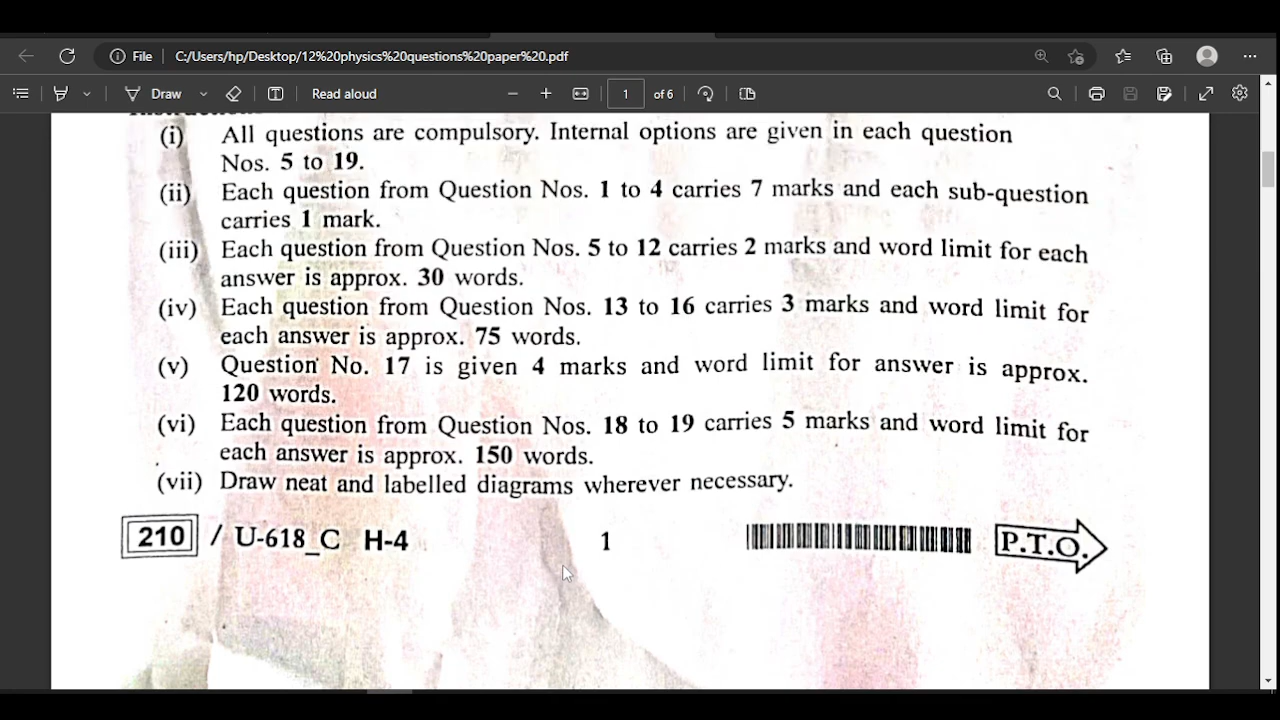 File
C:/Users/hp/Desktop/12%20physics%20questions%20paper%20.pdf
Draw
Read aloud
1 of 6
(i) All questions are compulsory. Internal options are given in each question
Nos. 5 to 19.
(ii) Each question from Question Nos. 1 to 4 carries 7 marks and each sub-question
carries 1 mark.
(iii) Each question from Question Nos. 5 to 12 carries 2 marks and word limit for each
answer is approx. 30 words.
(iv) Each question from Question Nos. 13 to 16 carries 3 marks and word limit for
each answer is approx. 75 words.
(v) Question No. 17 is given 4 marks and word limit for answer is approx.
120 words.
(vi) Each question from Question Nos. 18 to 19 carries 5 marks and word limit for
each answer is approx. 150 words.
(vii) Draw neat and labelled diagrams wherever necessary.
210 / U-618_C H-4 1 P.T.O.